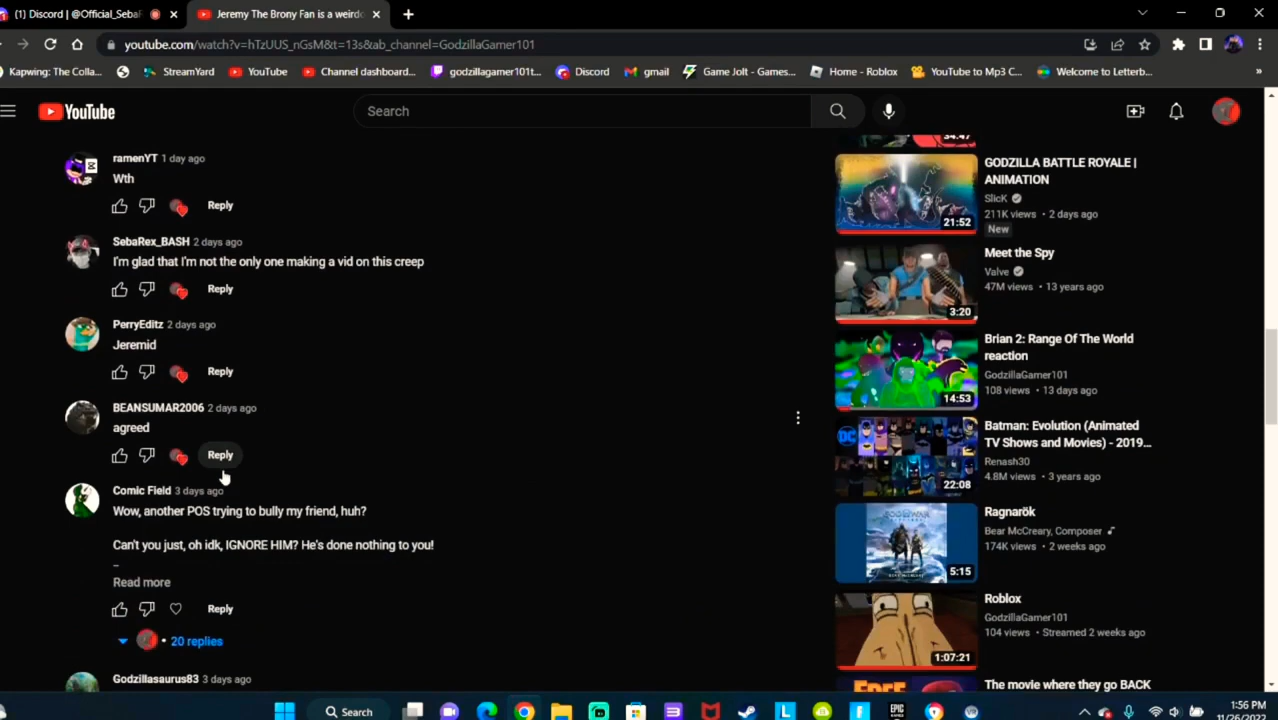 (1) Discord | @Official_SebaR
Jeremy The Brony Fan is a weirdo
youtube.com/watch?v=hTzUUS_nGsM&t=13s&ab_channel=GodzillaGamer101
Kapwing: The Colla...
StreamYard
YouTube
Channel dashboard...
godzillagamer101t...
Discord
gmail
Game Jolt - Games...
Home - Roblox
YouTube to Mp3 C...
Welcome to Letterb...
YouTube
Search
ramenYT 1 day ago
Wth
Reply
SebaRex_BASH 2 days ago
I'm glad that I'm not the only one making a vid on this creep
Reply
PerryEditz 2 days ago
Jeremid
Reply
BEANSUMAR2006 2 days ago
agreed
Reply
Comic Field 3 days ago
Wow, another POS trying to bully my friend, huh?
Can't you just, oh idk, IGNORE HIM? He's done nothing to you!
–
Read more
Reply
• 20 replies
Godzillasaurus83 3 days ago
34:47
GODZILLA BATTLE ROYALE |
ANIMATION
SlicK
211K views • 2 days ago
New
21:52
Meet the Spy
Valve
47M views • 13 years ago
3:20
Brian 2: Range Of The World
reaction
GodzillaGamer101
108 views • 13 days ago
14:53
Batman: Evolution (Animated
TV Shows and Movies) - 2019...
Renash30
4.8M views • 3 years ago
DC
22:08
Ragnarök
Bear McCreary, Composer
174K views • 2 weeks ago
5:15
Roblox
GodzillaGamer101
104 views • Streamed 2 weeks ago
1:07:21
The movie where they go BACK
Search
EPIC
1:56 PM
11/26/2022